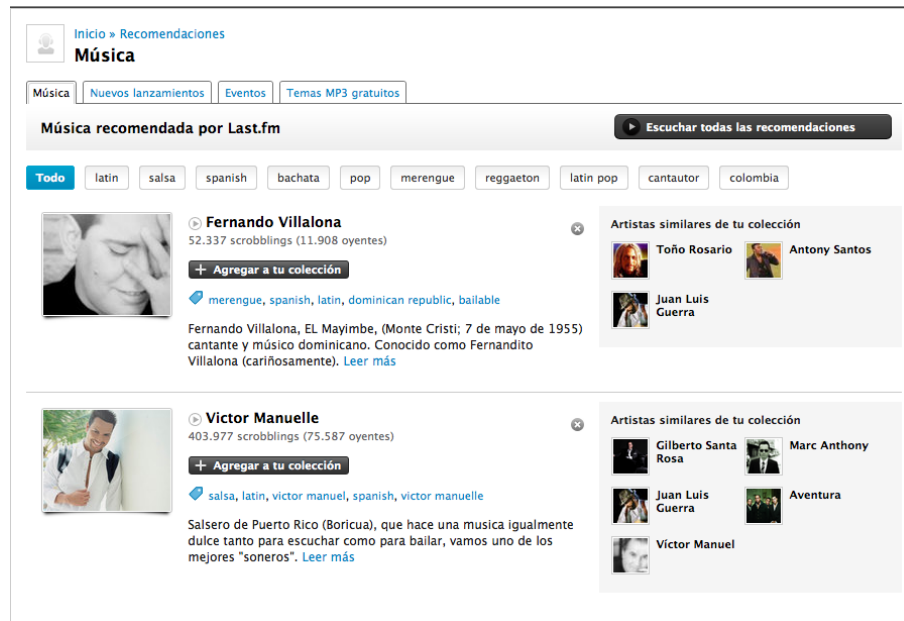 Inicio » Recomendaciones
Música
Música
Nuevos lanzamientos
Eventos
Temas MP3 gratuitos
Música recomendada por Last.fm
Escuchar todas las recomendaciones
Todo
latin
salsa
spanish
bachata
pop
merengue
reggaeton
latin pop
cantautor
colombia
Fernando Villalona
52.337 scrobblings (11.908 oyentes)
+ Agregar a tu colección
merengue, spanish, latin, dominican republic, bailable
Fernando Villalona, EL Mayimbe, (Monte Cristi; 7 de mayo de 1955)
cantante y músico dominicano. Conocido como Fernandito
Villalona (cariñosamente). Leer más
Artistas similares de tu colección
Toño Rosario
Antony Santos
Juan Luis
Guerra
Victor Manuelle
403.977 scrobblings (75.587 oyentes)
+ Agregar a tu colección
salsa, latin, victor manuel, spanish, victor manuelle
Salsero de Puerto Rico (Boricua), que hace una musica igualmente
dulce tanto para escuchar como para bailar, vamos uno de los
mejores "soneros". Leer más
Artistas similares de tu colección
Gilberto Santa
Rosa
Marc Anthony
Juan Luis
Guerra
Aventura
Víctor Manuel